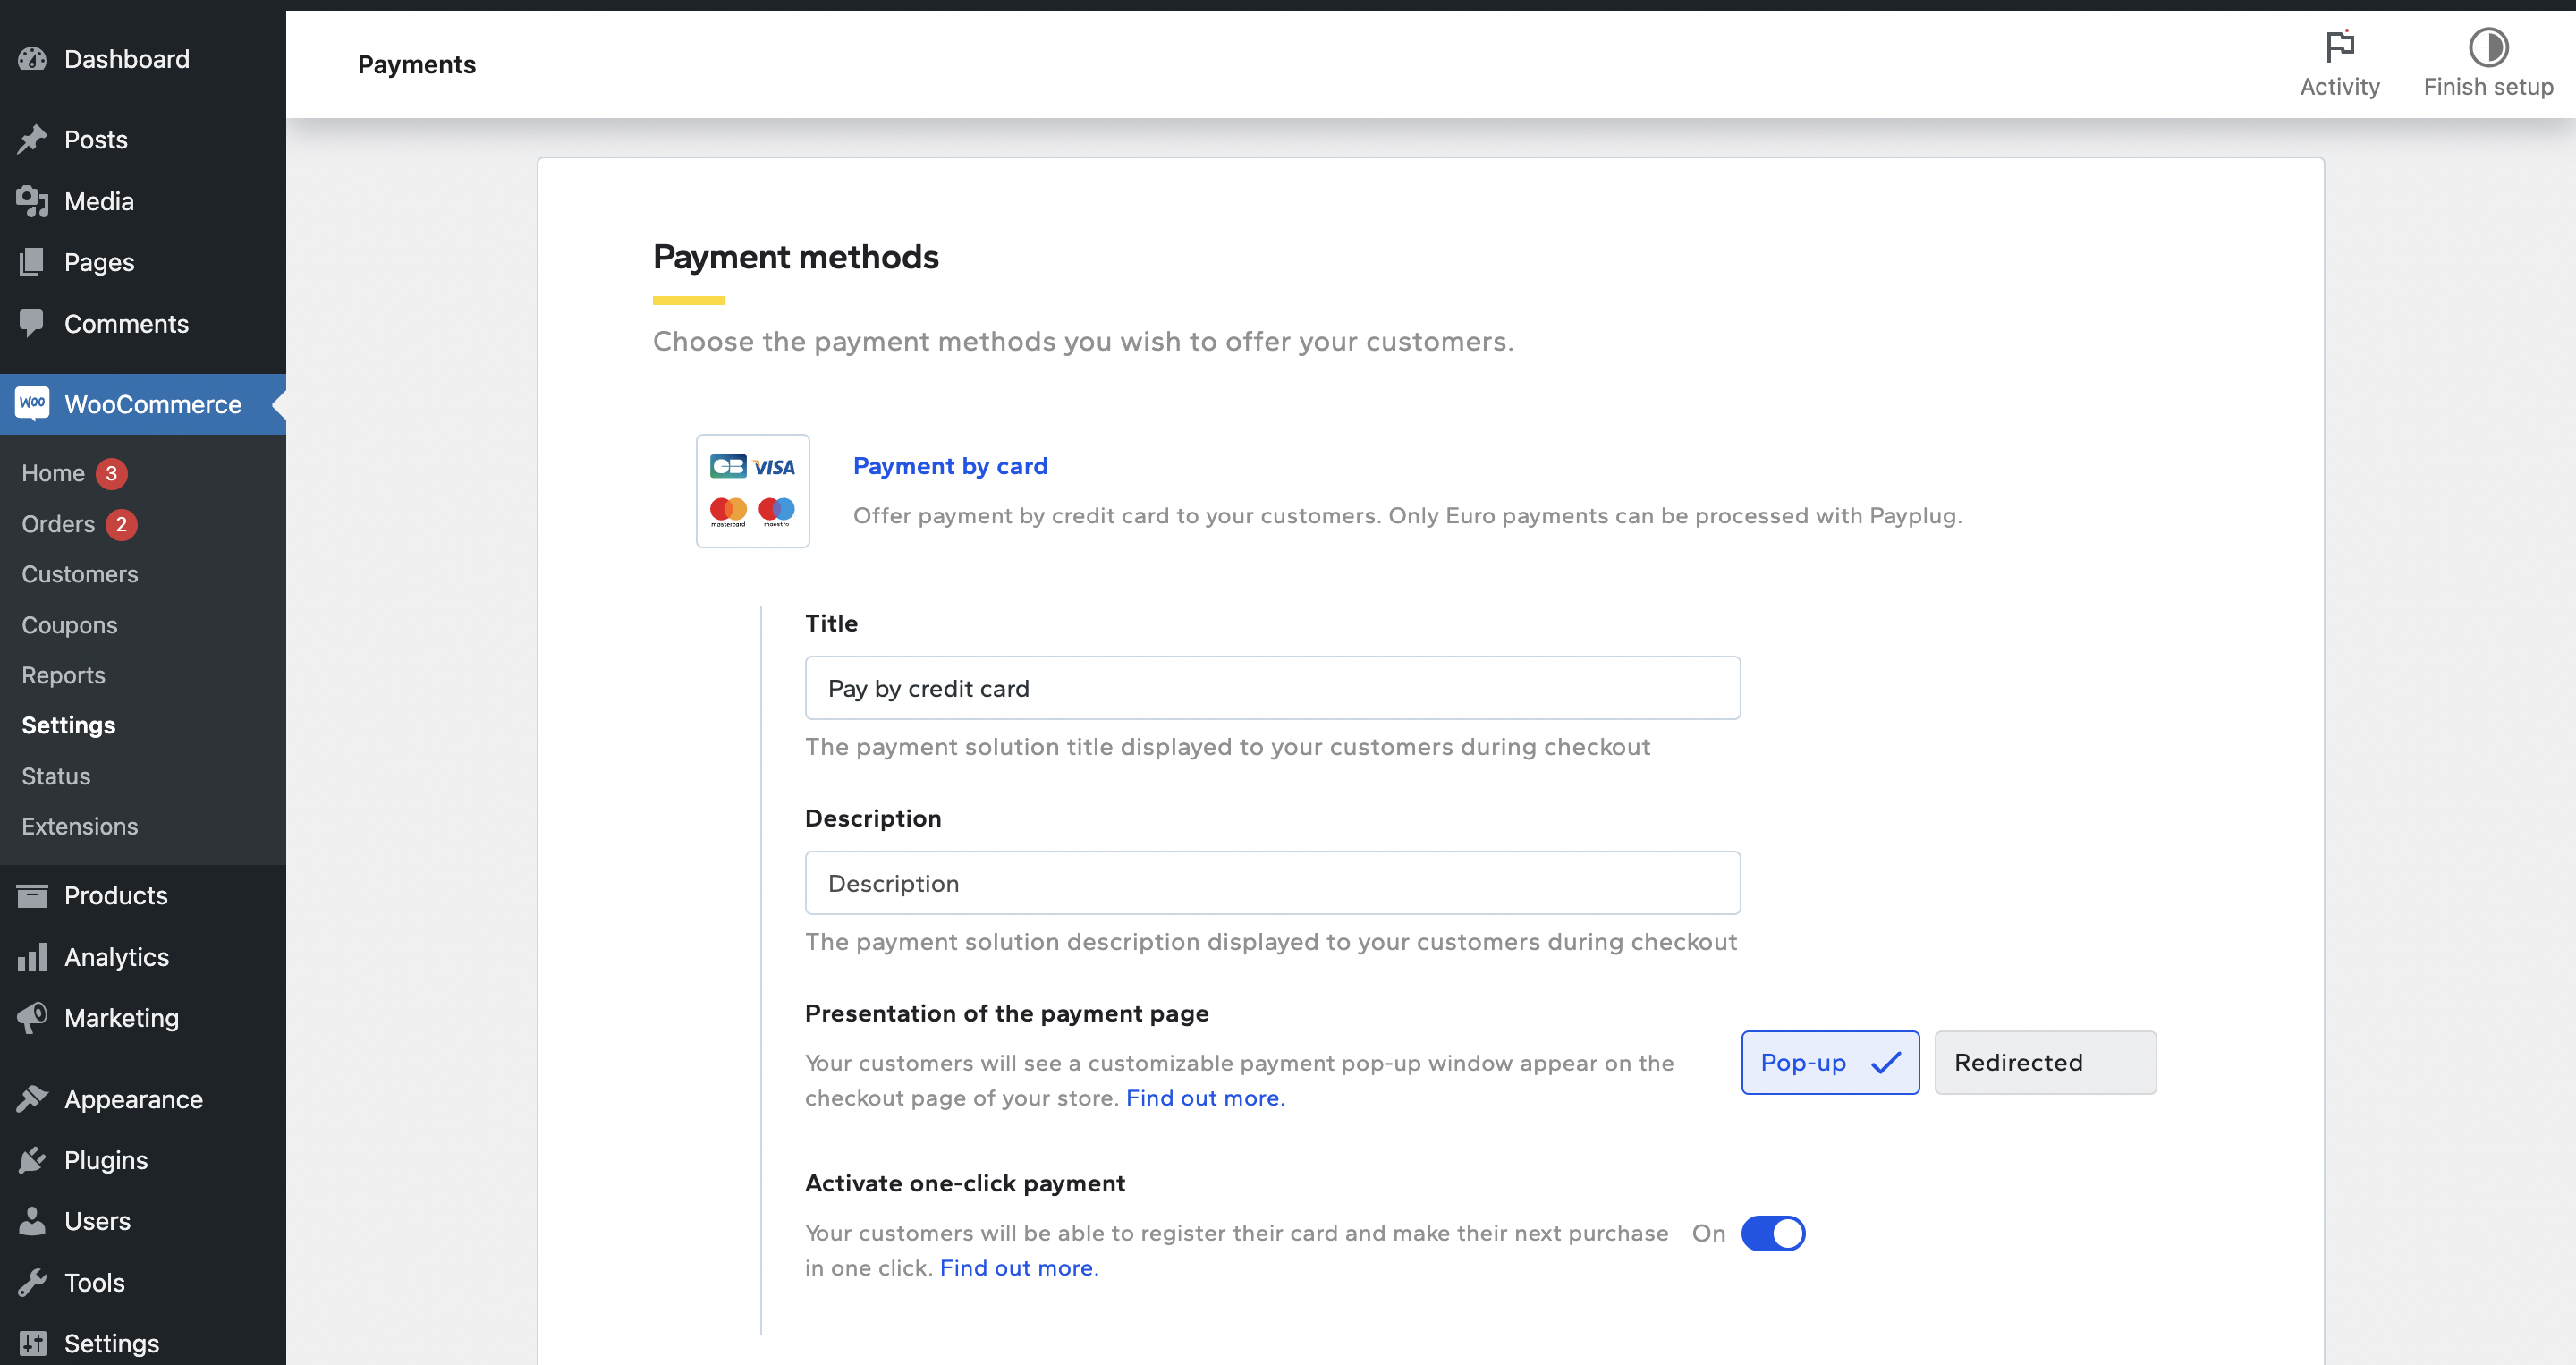 Dashboard
Posts
Media
Pages
Comments
Woo WooCommerce
Home 3
Orders 2
Customers
Coupons
Reports
Settings
Status
Extensions
Products
Analytics
Marketing
Appearance
Plugins
Users
Tools
Settings
Payments
Activity
Finish setup
Payment methods
Choose the payment methods you wish to offer your customers.
CB VISA
mastercard maestro
Payment by card
Offer payment by credit card to your customers. Only Euro payments can be processed with Payplug.
Title
Pay by credit card
The payment solution title displayed to your customers during checkout
Description
Description
The payment solution description displayed to your customers during checkout
Presentation of the payment page
Your customers will see a customizable payment pop-up window appear on the
checkout page of your store. Find out more.
Pop-up
Redirected
Activate one-click payment
Your customers will be able to register their card and make their next purchase
in one click. Find out more.
On